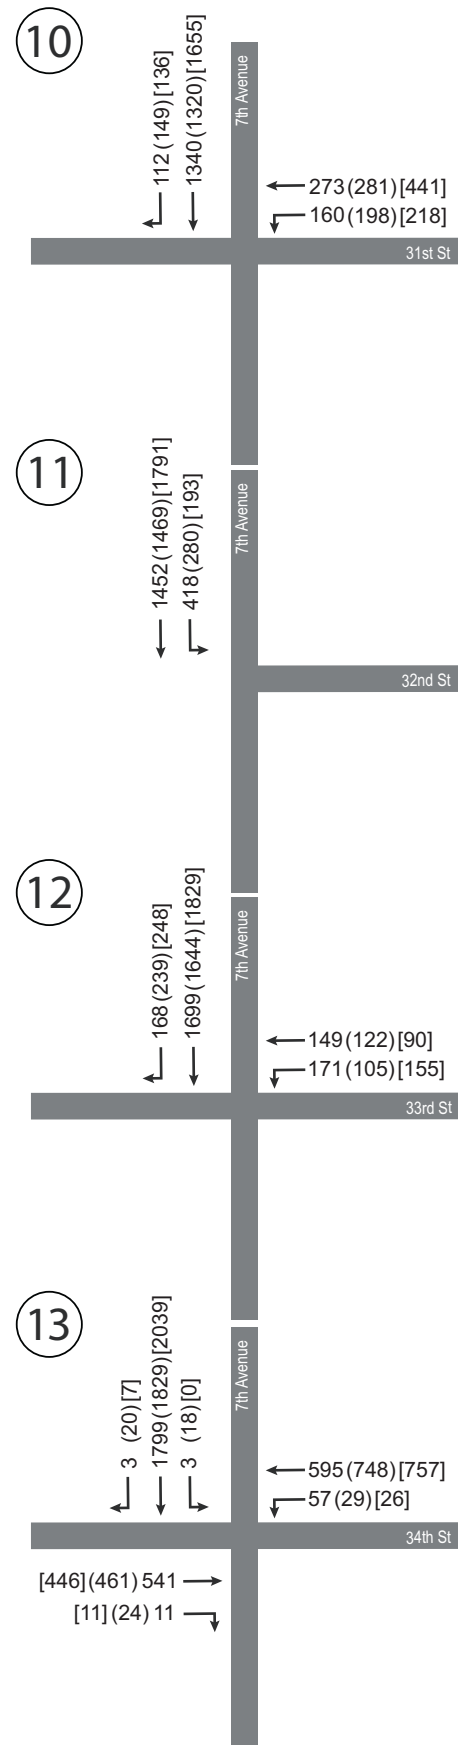 10
112 (149) [136]
1340 (1320) [1655]
7th Avenue
273 (281) [441]
160 (198) [218]
31st St
11
1452 (1469) [1791]
418 (280) [193]
7th Avenue
32nd St
12
168 (239) [248]
1699 (1644) [1829]
7th Avenue
149 (122) [90]
171 (105) [155]
33rd St
13
3 (20) [7]
1799 (1829) [2039]
3 (18) [0]
7th Avenue
595 (748) [757]
57 (29) [26]
34th St
[446] (461) 541
[11] (24) 11